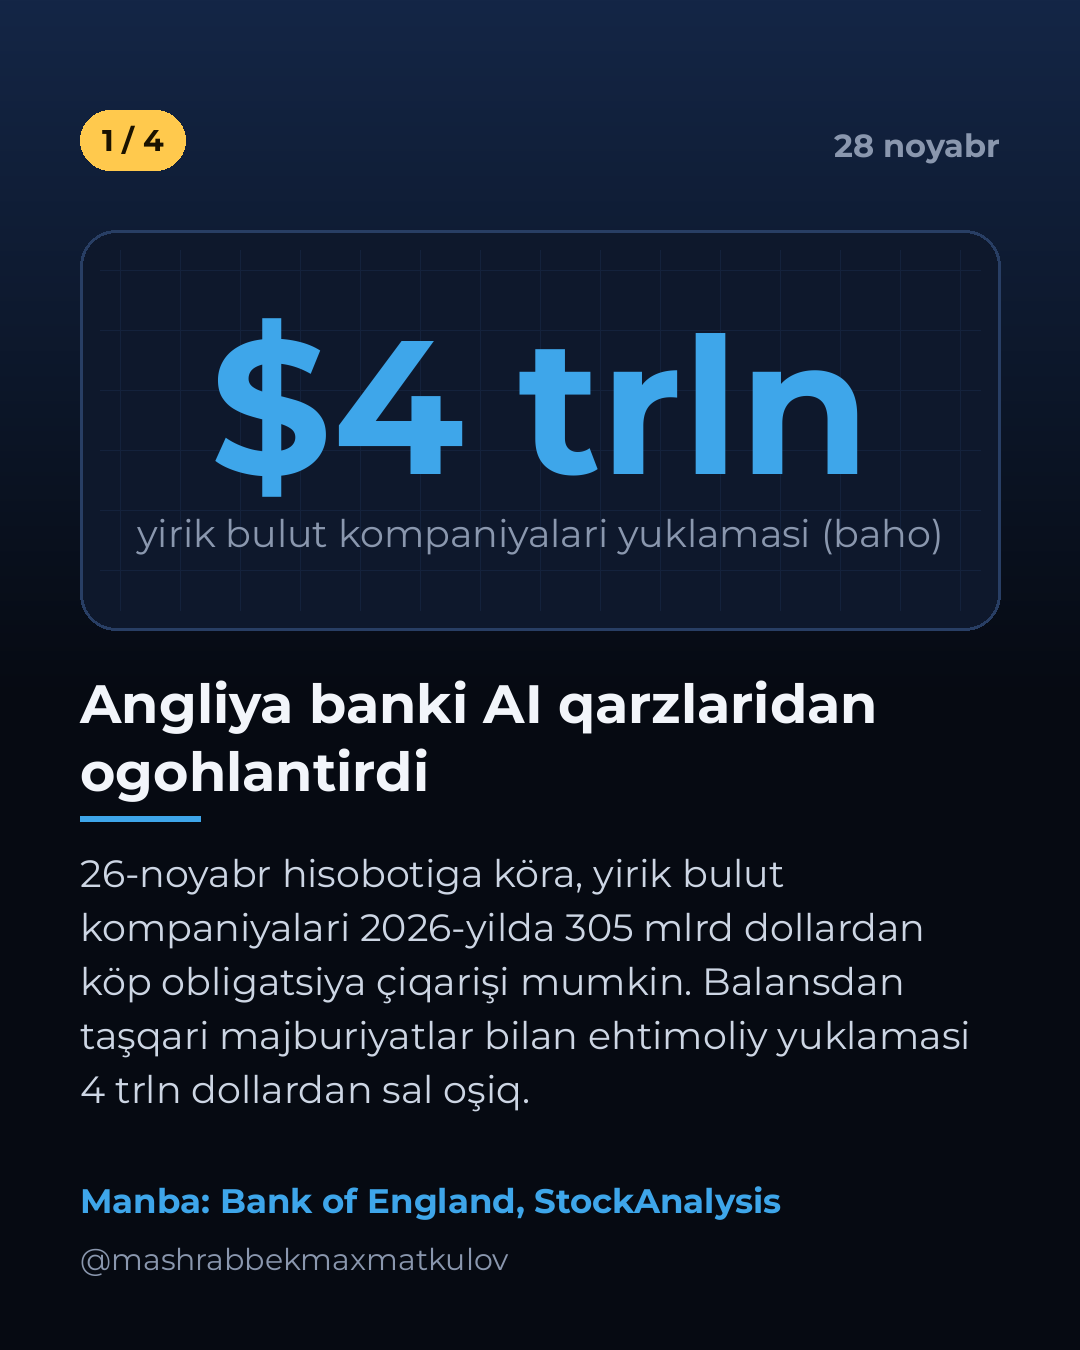 1 / 4
28 noyabr
$4 trln
yirik bulut kompaniyalari yuklamasi (baho)
Angliya banki AI qarzlaridan
ogohlantirdi
26-noyabr hisobotiga köra, yirik bulut
kompaniyalari 2026-yilda 305 mlrd dollardan
köp obligatsiya çiqarişi mumkin. Balansdan
taşqari majburiyatlar bilan ehtimoliy yuklamasi
4 trln dollardan sal oşiq.
Manba: Bank of England, StockAnalysis
@mashrabbekmaxmatkulov